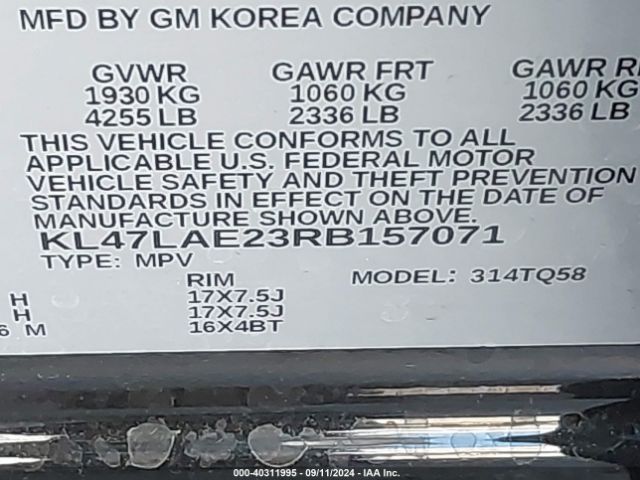 MFD BY GM KOREA COMPANY
GVWR GAWR FRT GAWR
1930 KG 1060 KG 1060 KG
4255 LB 2336 LB 2336 LB
THIS VEHICLE CONFORMS TO ALL
APPLICABLE U.S. FEDERAL MOTOR
VEHICLE SAFETY AND THEFT PREVENTION
STANDARDS IN EFFECT ON THE DATE OF
MANUFACTURE SHOWN ABOVE.
KL47LAE23RB157071
TYPE: MPV
RIM MODEL: 314TQ58
H 17X7.5J
H 17X7.5J
6 M 16X4BT
000-40311995 - 09/11/2024 - IAA Inc.